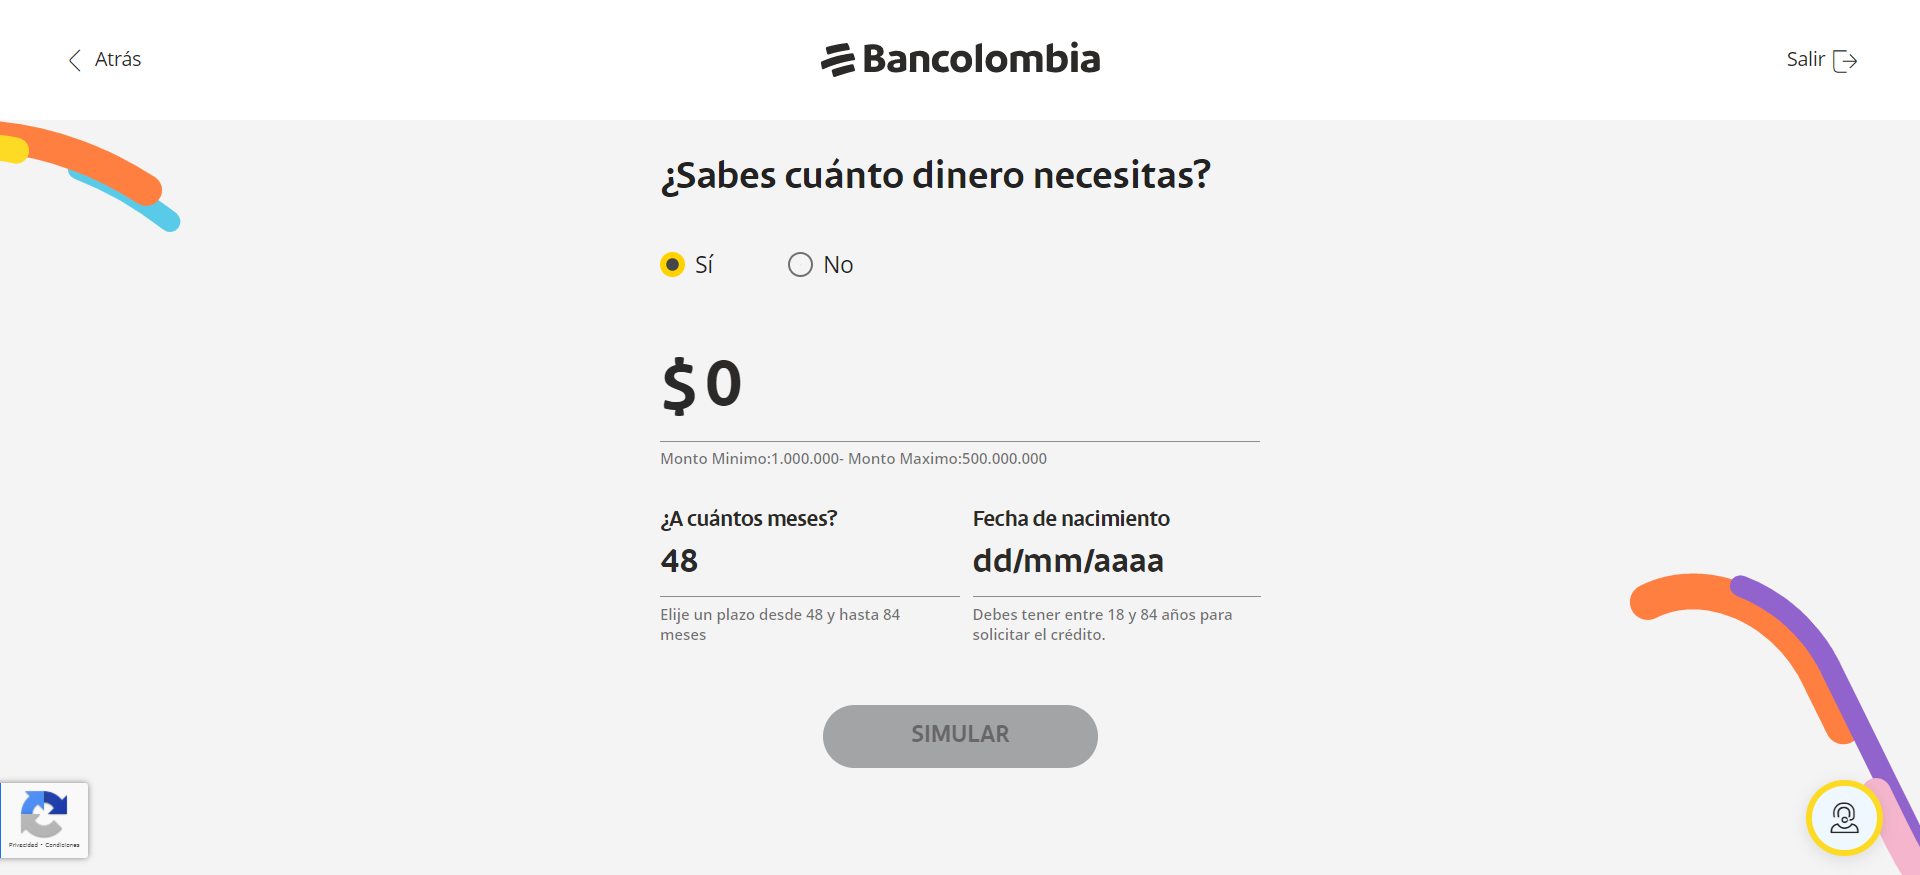 Atrás
Bancolombia
Salir
¿Sabes cuánto dinero necesitas?
Sí
No
$ 0
Monto Minimo:1.000.000- Monto Maximo:500.000.000
¿A cuántos meses?
48
Elije un plazo desde 48 y hasta 84
meses
Fecha de nacimiento
dd/mm/aaaa
Debes tener entre 18 y 84 años para
solicitar el crédito.
SIMULAR
Privacidad - Condiciones